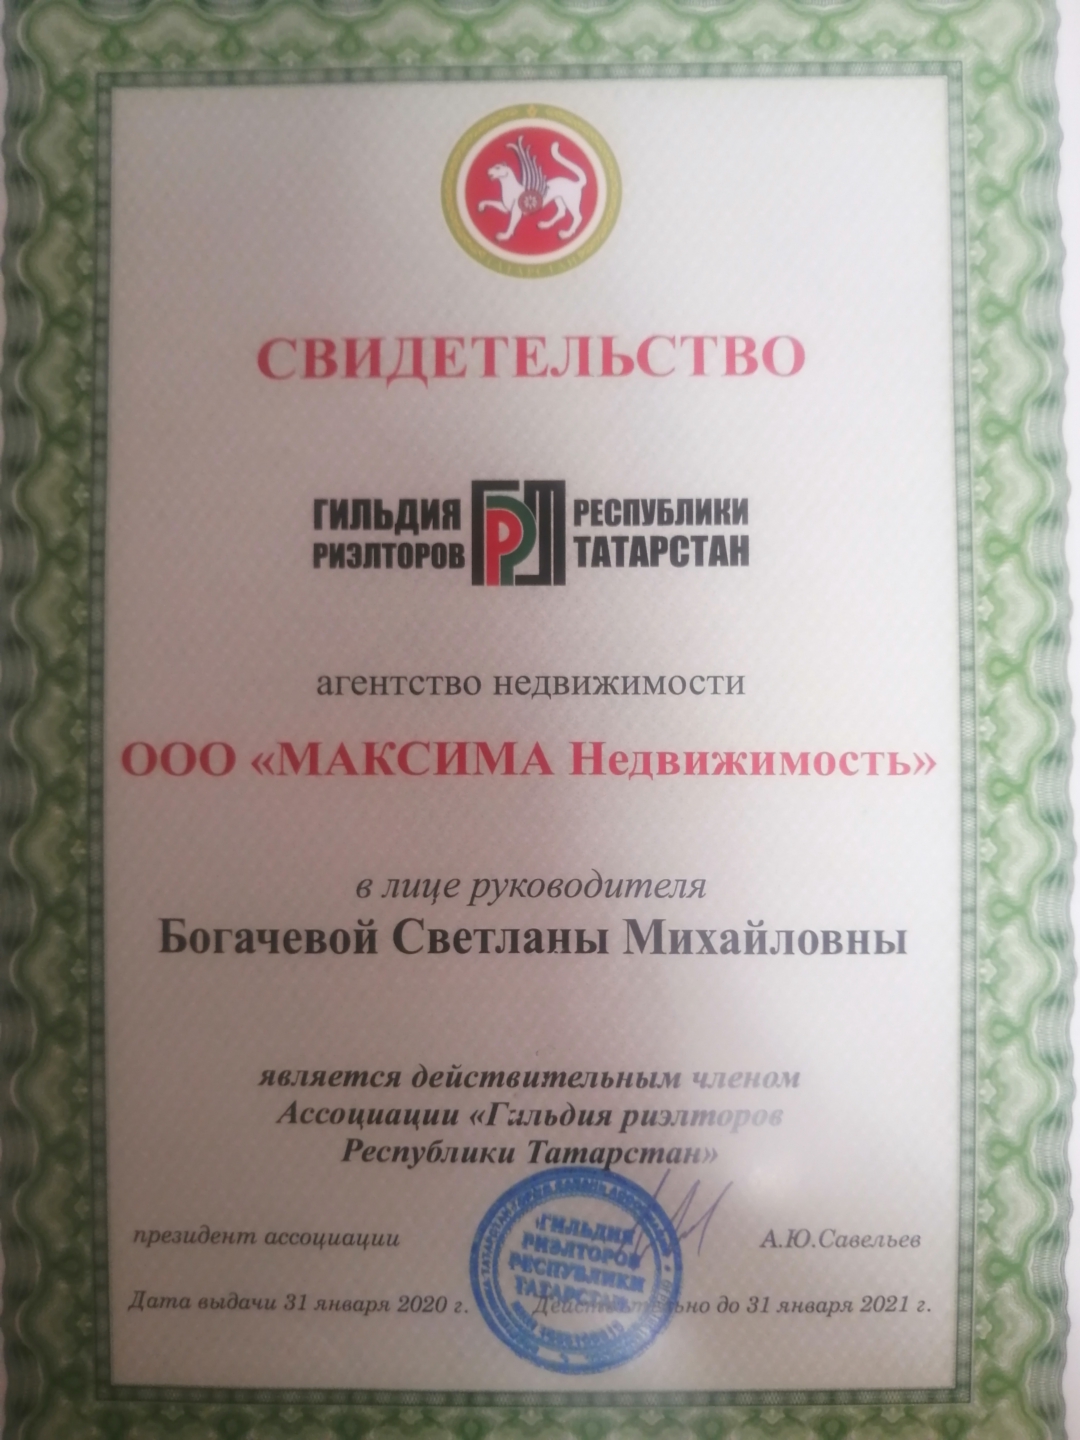 ТАТАРСТАН
СВИДЕТЕЛЬСТВО
ГИЛЬДИЯ РИЭЛТОРОВ
РЕСПУБЛИКИ ТАТАРСТАН
агентство недвижимости
ООО «МАКСИМА Недвижимость»
в лице руководителя
Богачевой Светланы Михайловны
является действительным членом
Ассоциации «Гильдия риэлторов
Республики Татарстан»
президент ассоциации
А.Ю.Савельев
ГИЛЬДИЯ
РИЭЛТОРОВ
РЕСПУБЛИКИ
ТАТАРСТАН
Дата выдачи 31 января 2020 г.
Действительно до 31 января 2021 г.